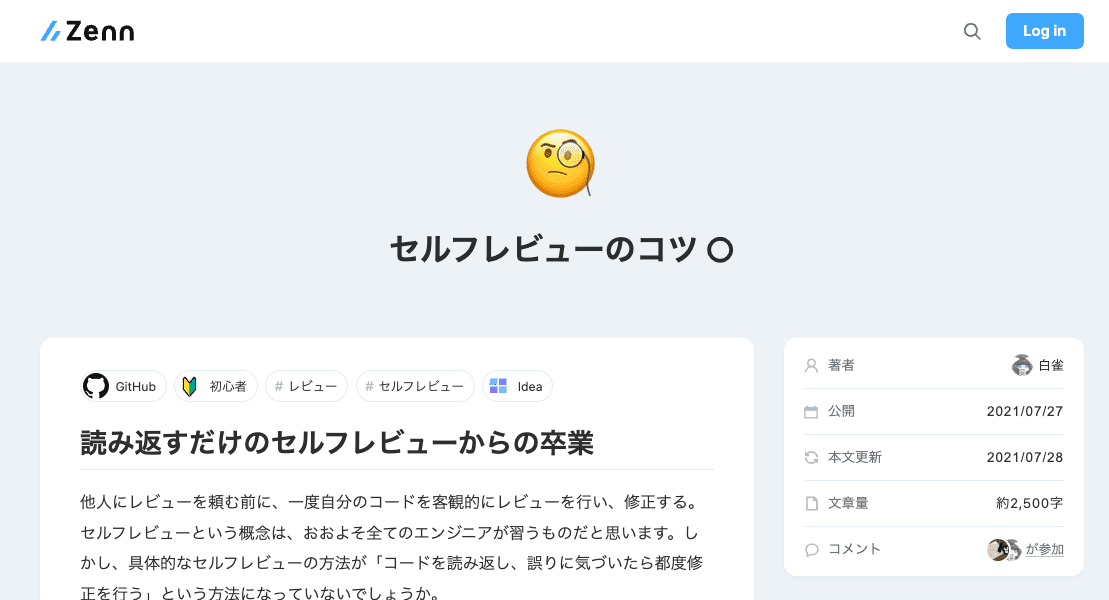 Zenn
Log in
セルフレビューのコツ
GitHub
初心者
# レビュー
# セルフレビュー
Idea
読み返すだけのセルフレビューからの卒業
他人にレビューを頼む前に、一度自分のコードを客観的にレビューを行い、修正する。
セルフレビューという概念は、おおよそ全てのエンジニアが習うものだと思います。し
かし、具体的なセルフレビューの方法が「コードを読み返し、誤りに気づいたら都度修
正を行う」という方法になっていないでしょうか。
著者 白雀
公開 2021/07/27
本文更新 2021/07/28
文章量 約2,500字
コメント が参加